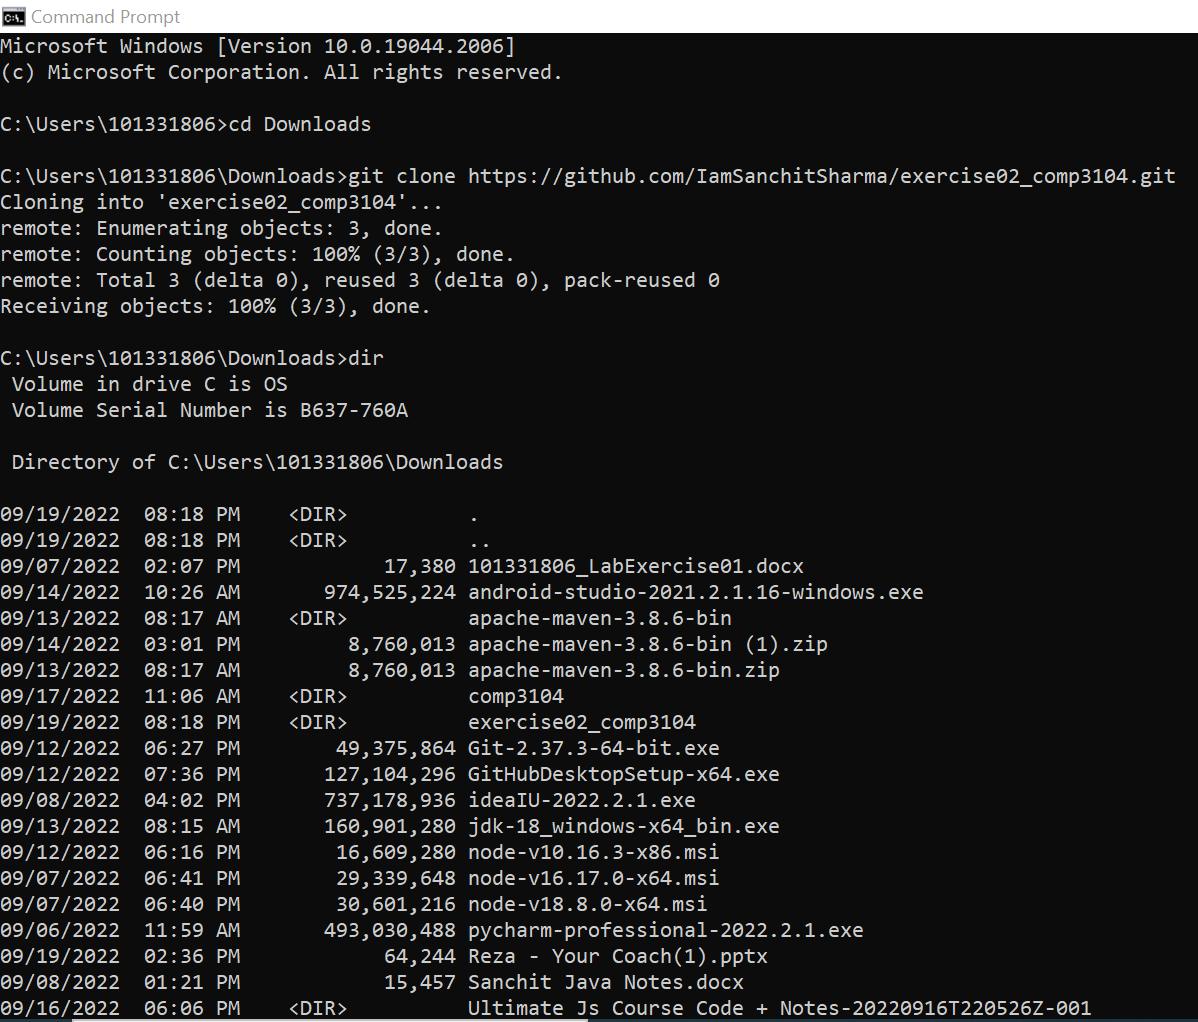 Command Prompt
Microsoft Windows [Version 10.0.19044.2006]
(c) Microsoft Corporation. All rights reserved.
C:\Users\101331806>cd Downloads
C:\Users\101331806\Downloads>git clone https://github.com/IamSanchitSharma/exercise02_comp3104.git
Cloning into 'exercise02_comp3104'...
remote: Enumerating objects: 3, done.
remote: Counting objects: 100% (3/3), done.
remote: Total 3 (delta 0), reused 3 (delta 0), pack-reused 0
Receiving objects: 100% (3/3), done.
C:\Users\101331806\Downloads>dir
 Volume in drive C is OS
 Volume Serial Number is B637-760A
 Directory of C:\Users\101331806\Downloads
09/19/2022  08:18 PM    <DIR>          .
09/19/2022  08:18 PM    <DIR>          ..
09/07/2022  02:07 PM            17,380 101331806_LabExercise01.docx
09/14/2022  10:26 AM       974,525,224 android-studio-2021.2.1.16-windows.exe
09/13/2022  08:17 AM    <DIR>          apache-maven-3.8.6-bin
09/14/2022  03:01 PM         8,760,013 apache-maven-3.8.6-bin (1).zip
09/13/2022  08:17 AM         8,760,013 apache-maven-3.8.6-bin.zip
09/17/2022  11:06 AM    <DIR>          comp3104
09/19/2022  08:18 PM    <DIR>          exercise02_comp3104
09/12/2022  06:27 PM        49,375,864 Git-2.37.3-64-bit.exe
09/12/2022  07:36 PM       127,104,296 GitHubDesktopSetup-x64.exe
09/08/2022  04:02 PM       737,178,936 ideaIU-2022.2.1.exe
09/13/2022  08:15 AM       160,901,280 jdk-18_windows-x64_bin.exe
09/12/2022  06:16 PM        16,609,280 node-v10.16.3-x86.msi
09/07/2022  06:41 PM        29,339,648 node-v16.17.0-x64.msi
09/07/2022  06:40 PM        30,601,216 node-v18.8.0-x64.msi
09/06/2022  11:59 AM       493,030,488 pycharm-professional-2022.2.1.exe
09/19/2022  02:36 PM            64,244 Reza - Your Coach(1).pptx
09/08/2022  01:21 PM            15,457 Sanchit Java Notes.docx
09/16/2022  06:06 PM    <DIR>          Ultimate Js Course Code + Notes-20220916T220526Z-001